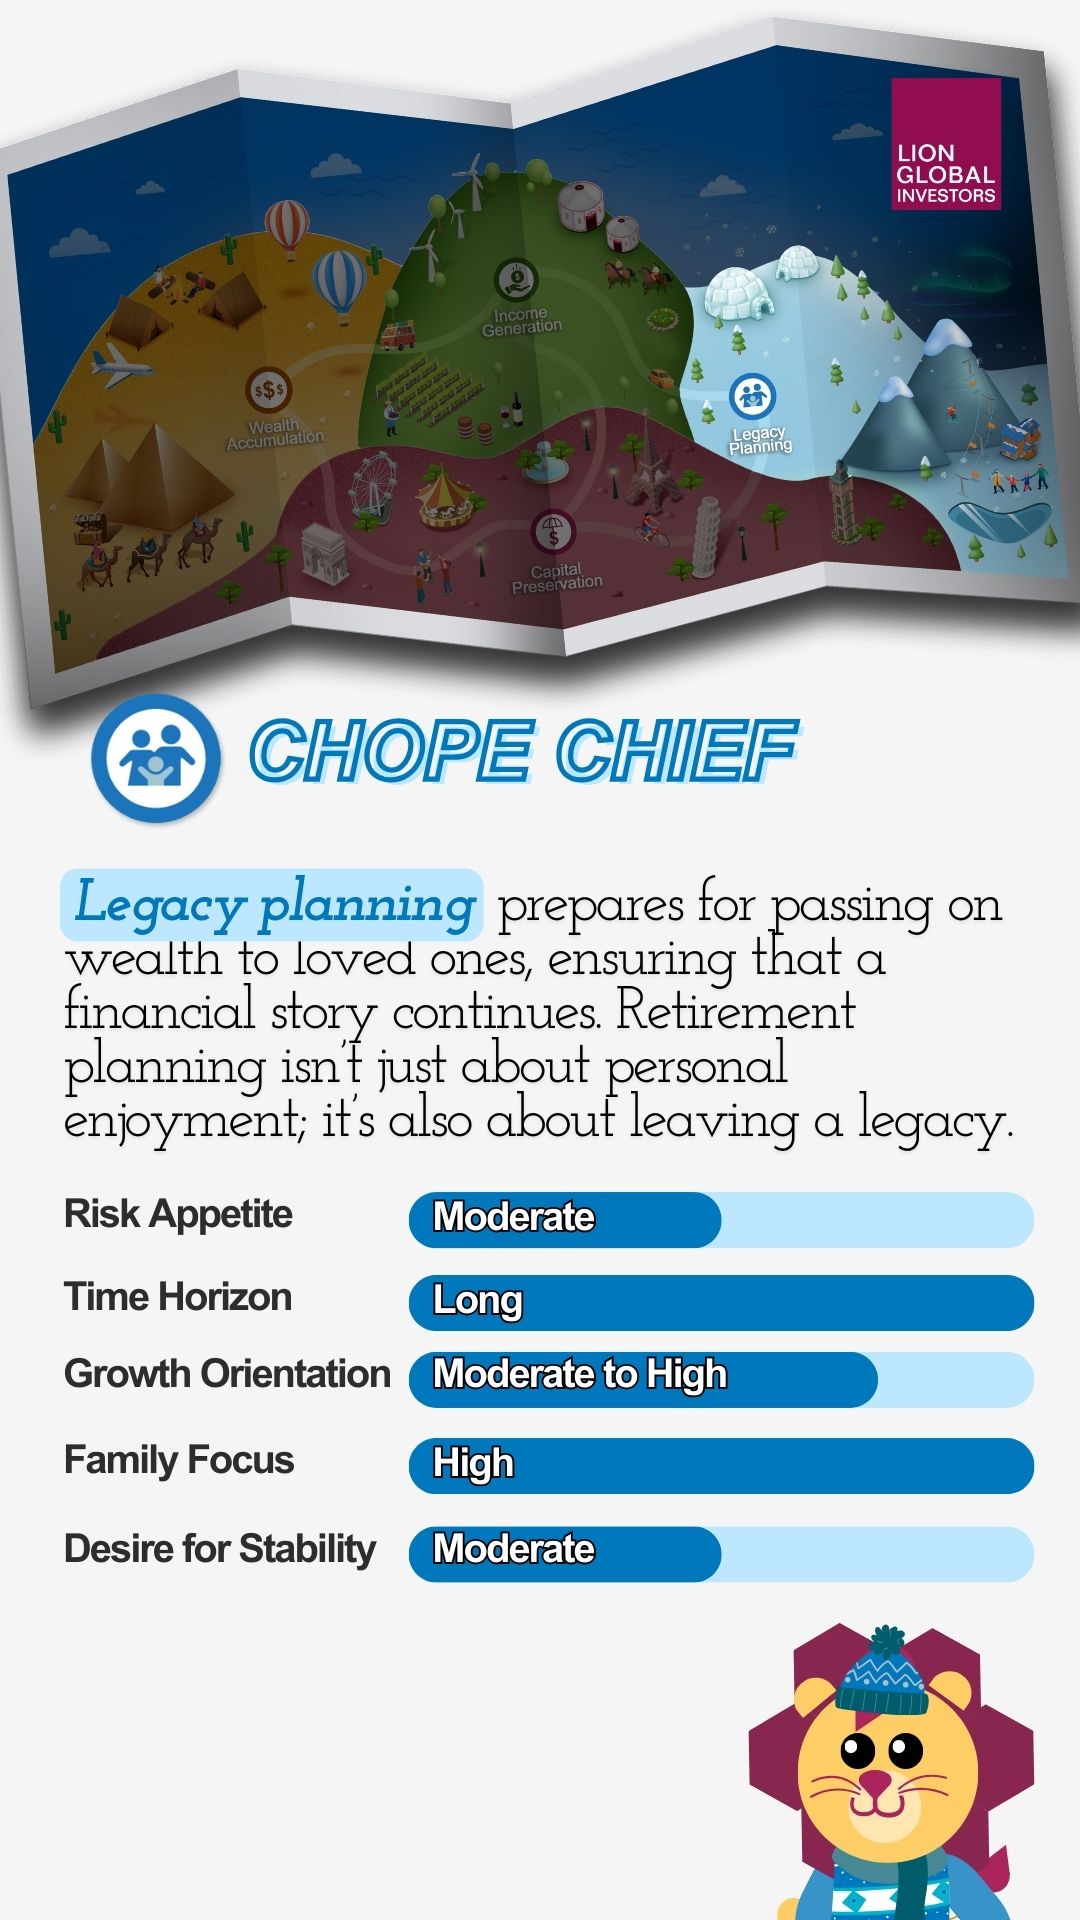 LION
GLOBAL
INVESTORS
Income
Generation
$
$$$
Wealth
Accumulation
Legacy
Planning
$
Capital
Preservation
CHOPE CHIEF
Legacy planning prepares for passing on
wealth to loved ones, ensuring that a
financial story continues. Retirement
planning isn't just about personal
enjoyment; it's also about leaving a legacy.
Risk Appetite Moderate
Time Horizon Long
Growth Orientation Moderate to High
Family Focus High
Desire for Stability Moderate